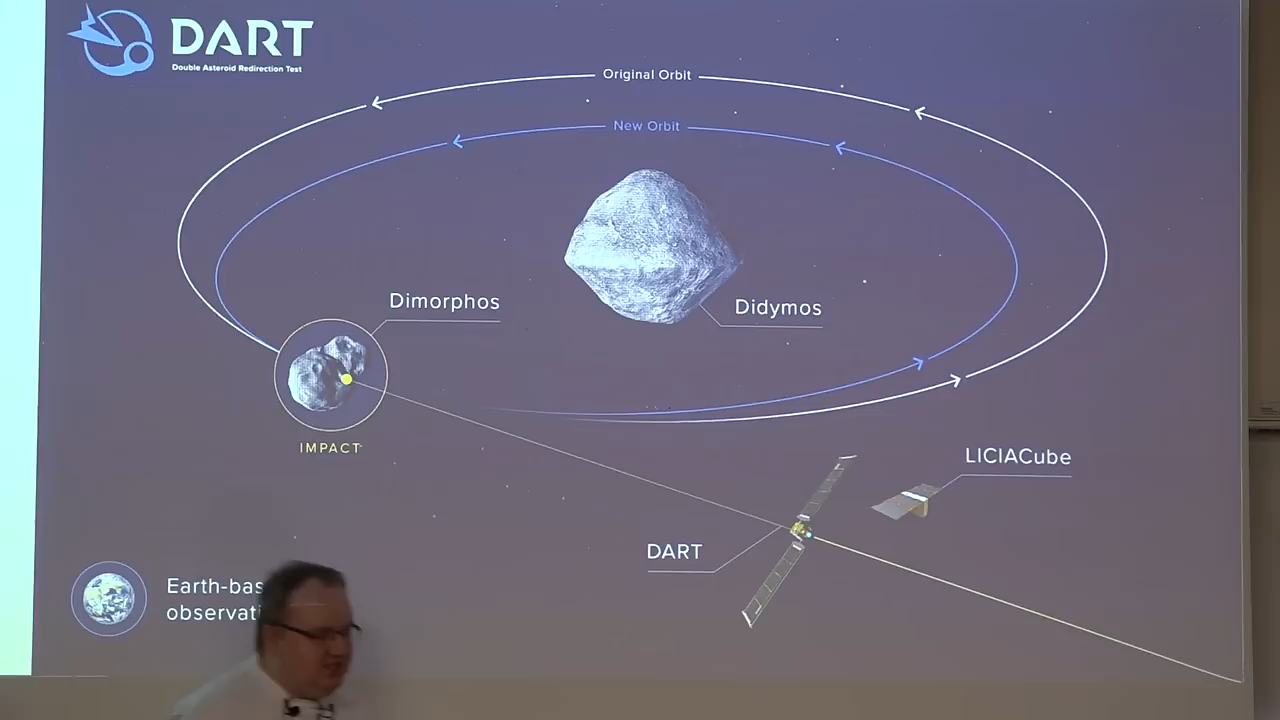 DART
Double Asteroid Redirection Test
Original Orbit
New Orbit
Dimorphos
Didymos
IMPACT
LICIACube
DART
Earth-bas
observati